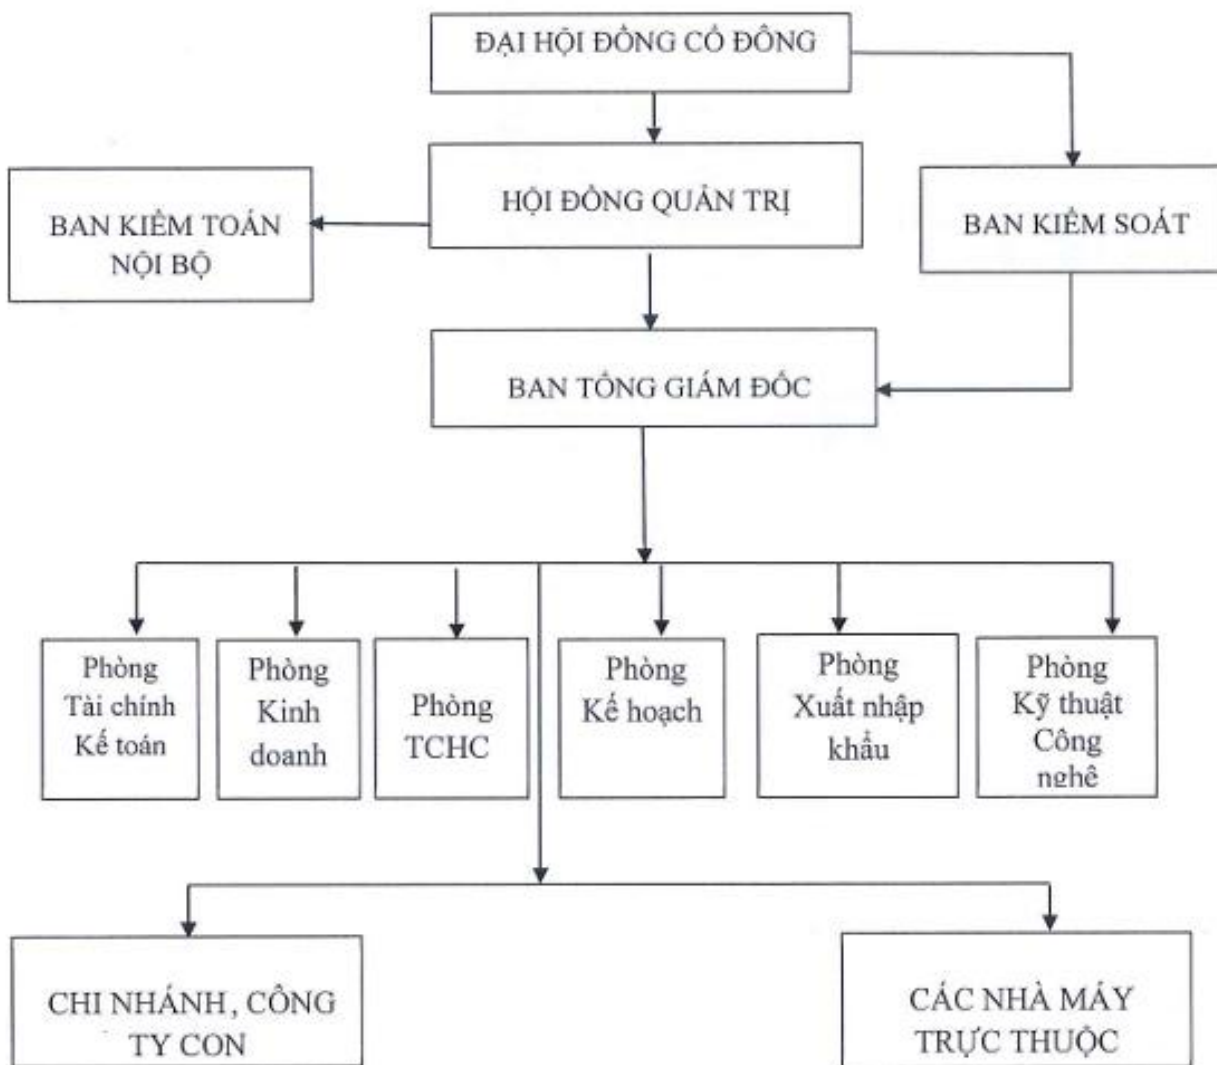 ĐẠI HỘI ĐỒNG CỔ ĐÔNG
HỘI ĐỒNG QUẢN TRỊ
BAN KIỂM TOÁN
NỘI BỘ
BAN KIỂM SOÁT
BAN TỔNG GIÁM ĐỐC
Phòng
Tài chính
Kế toán
Phòng
Kinh
doanh
Phòng
TCHC
Phòng
Kế hoạch
Phòng
Xuất nhập
khẩu
Phòng
Kỹ thuật
Công
nghệ
CHI NHÁNH, CÔNG
TY CON
CÁC NHÀ MÁY
TRỰC THUỘC